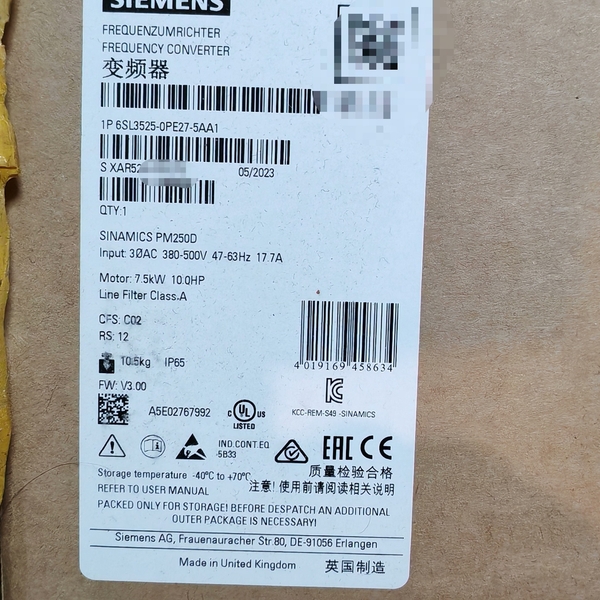 SIEMENS
FREQUENZUMRICHTER
FREQUENCY CONVERTER
变频器
1P 6SL3525-0PE27-5AA1
S XAR52
05/2023
QTY:1
SINAMICS PM250D
Input: 3ØAC 380-500V 47-63Hz 17.7A
Motor: 7.5kW 10.0HP
Line Filter Class:A
CFS: C02
RS: 12
10.5kg IP65
4 019169 458634
FW: V3.00
KCC-REM-S49 -SINAMICS
A5E02767992
C UL US
LISTED
IND.CONT.EQ
-5B33
EAC CE
质量检验合格
Storage temperature -40°C to +70°C
注意! 使用前请阅读相关说明
REFER TO USER MANUAL
PACKED ONLY FOR STORAGE! BEFORE DESPATCH AN ADDITIONAL
OUTER PACKAGE IS NECESSARY!
Siemens AG, Frauenauracher Str 80, DE-91056 Erlangen
Made in United Kingdom 英国制造